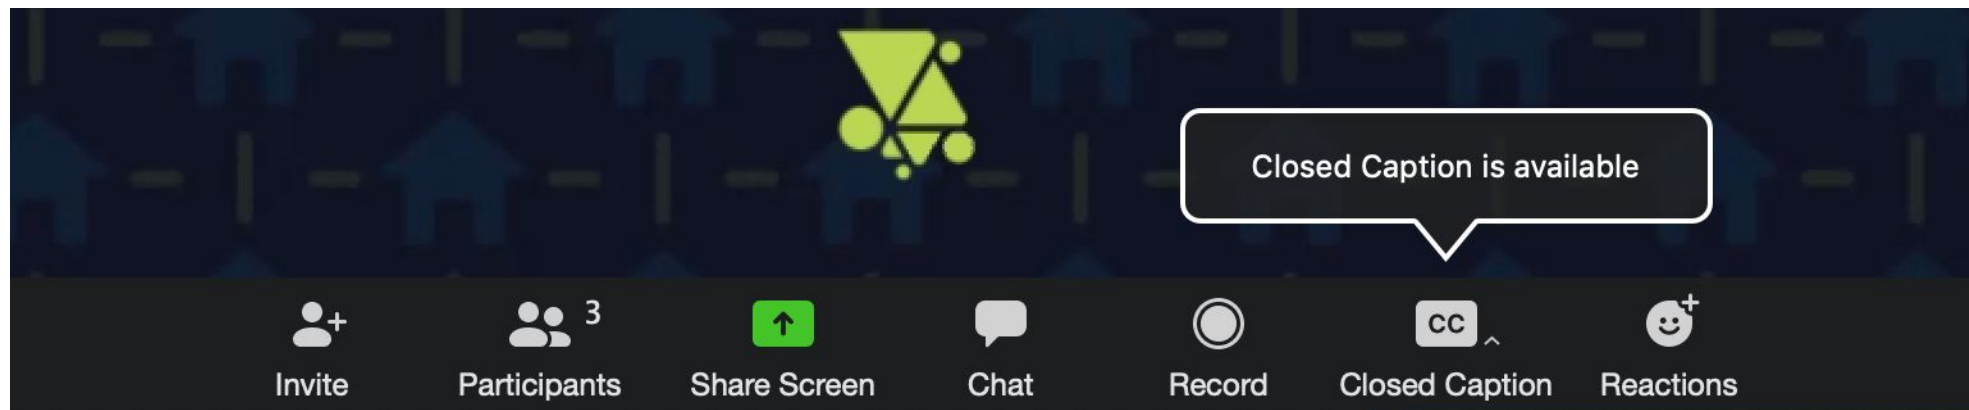 Closed Caption is available
3
CC
Invite
Participants
Share Screen
Chat
Record
Closed Caption
Reactions